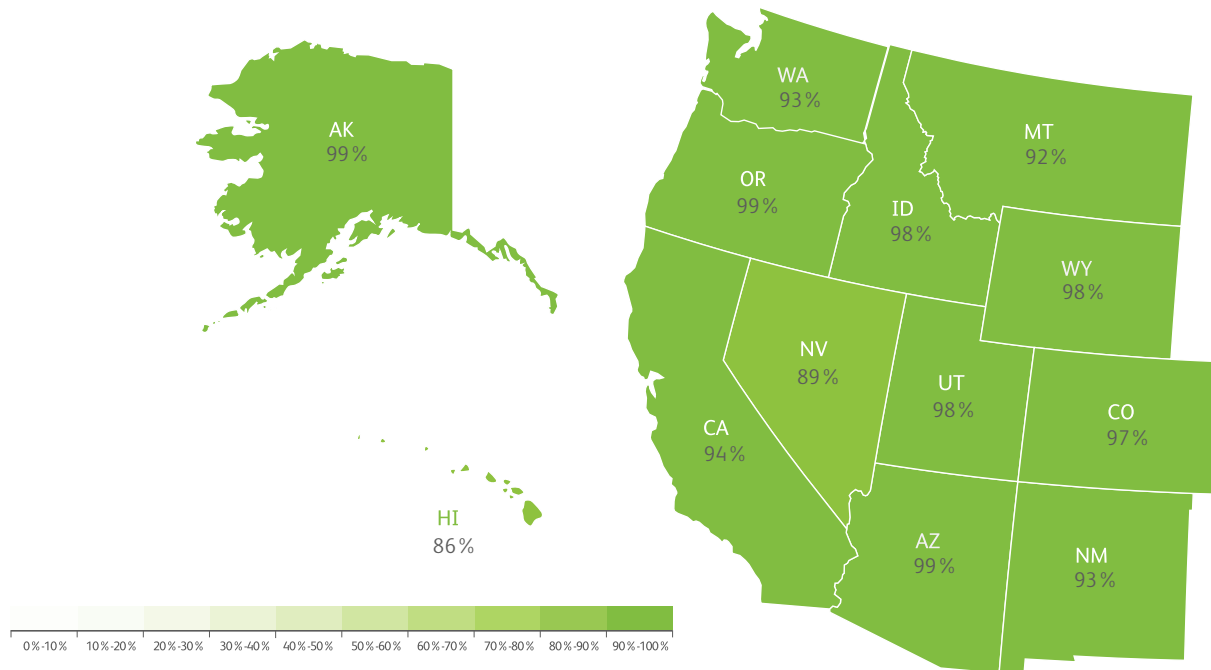 WA
93%
AK
99%
MT
92%
OR
99%
ID
98%
WY
98%
NV
89%
UT
98%
CO
97%
CA
94%
HI
86%
AZ
99%
NM
93%
0%-10% 10%-20% 20%-30% 30%-40% 40%-50% 50%-60% 60%-70% 70%-80% 80%-90% 90%-100%